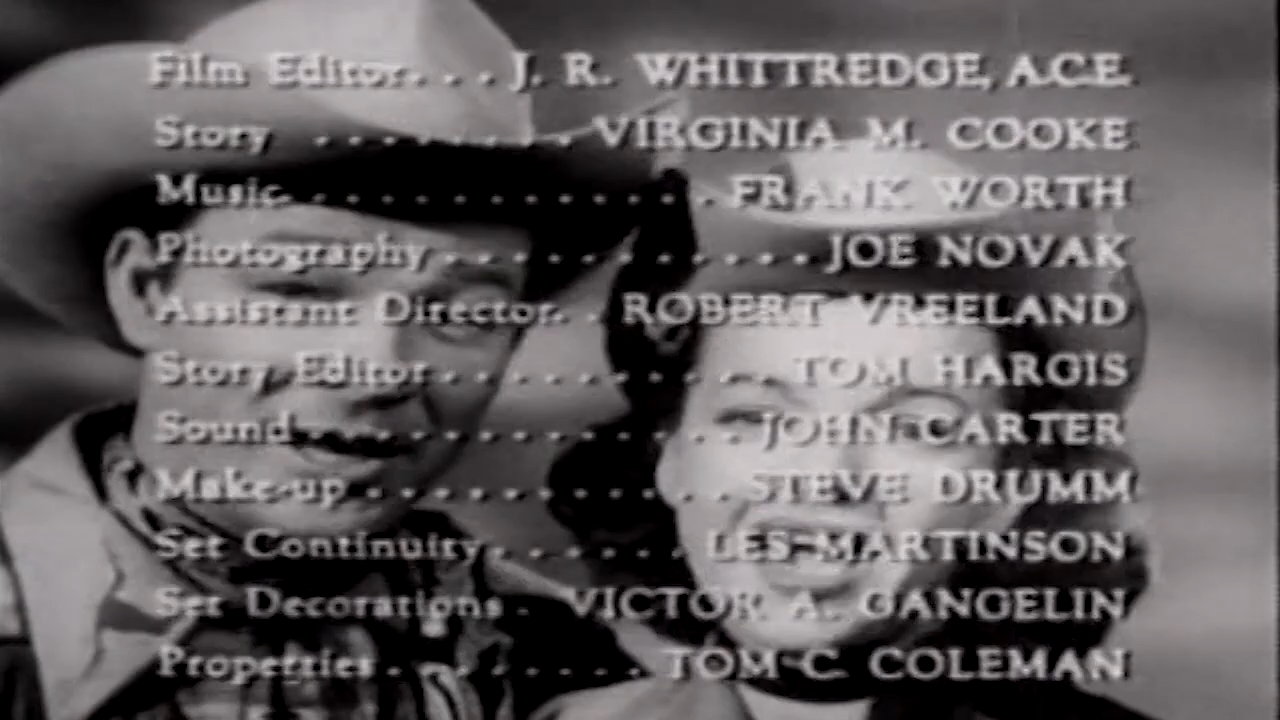 Film Editor. . . J. R. WHITTREDGE, A.C.E.
Story . . . . . . . . . VIRGINIA M. COOKE
Music. . . . . . . . . . . . . . . FRANK WORTH
Photography . . . . . . . . . . . . . JOE NOVAK
Assistant Director. . ROBERT VREELAND
Story Editor. . . . . . . . . . . . TOM HARGIS
Sound . . . . . . . . . . . . . . . . JOHN CARTER
Make-up . . . . . . . . . . . . . STEVE DRUMM
Set Continuity. . . . . . . LES MARTINSON
Set Decorations . VICTOR A. GANGELIN
Properties . . . . . . . . . TOM C. COLEMAN